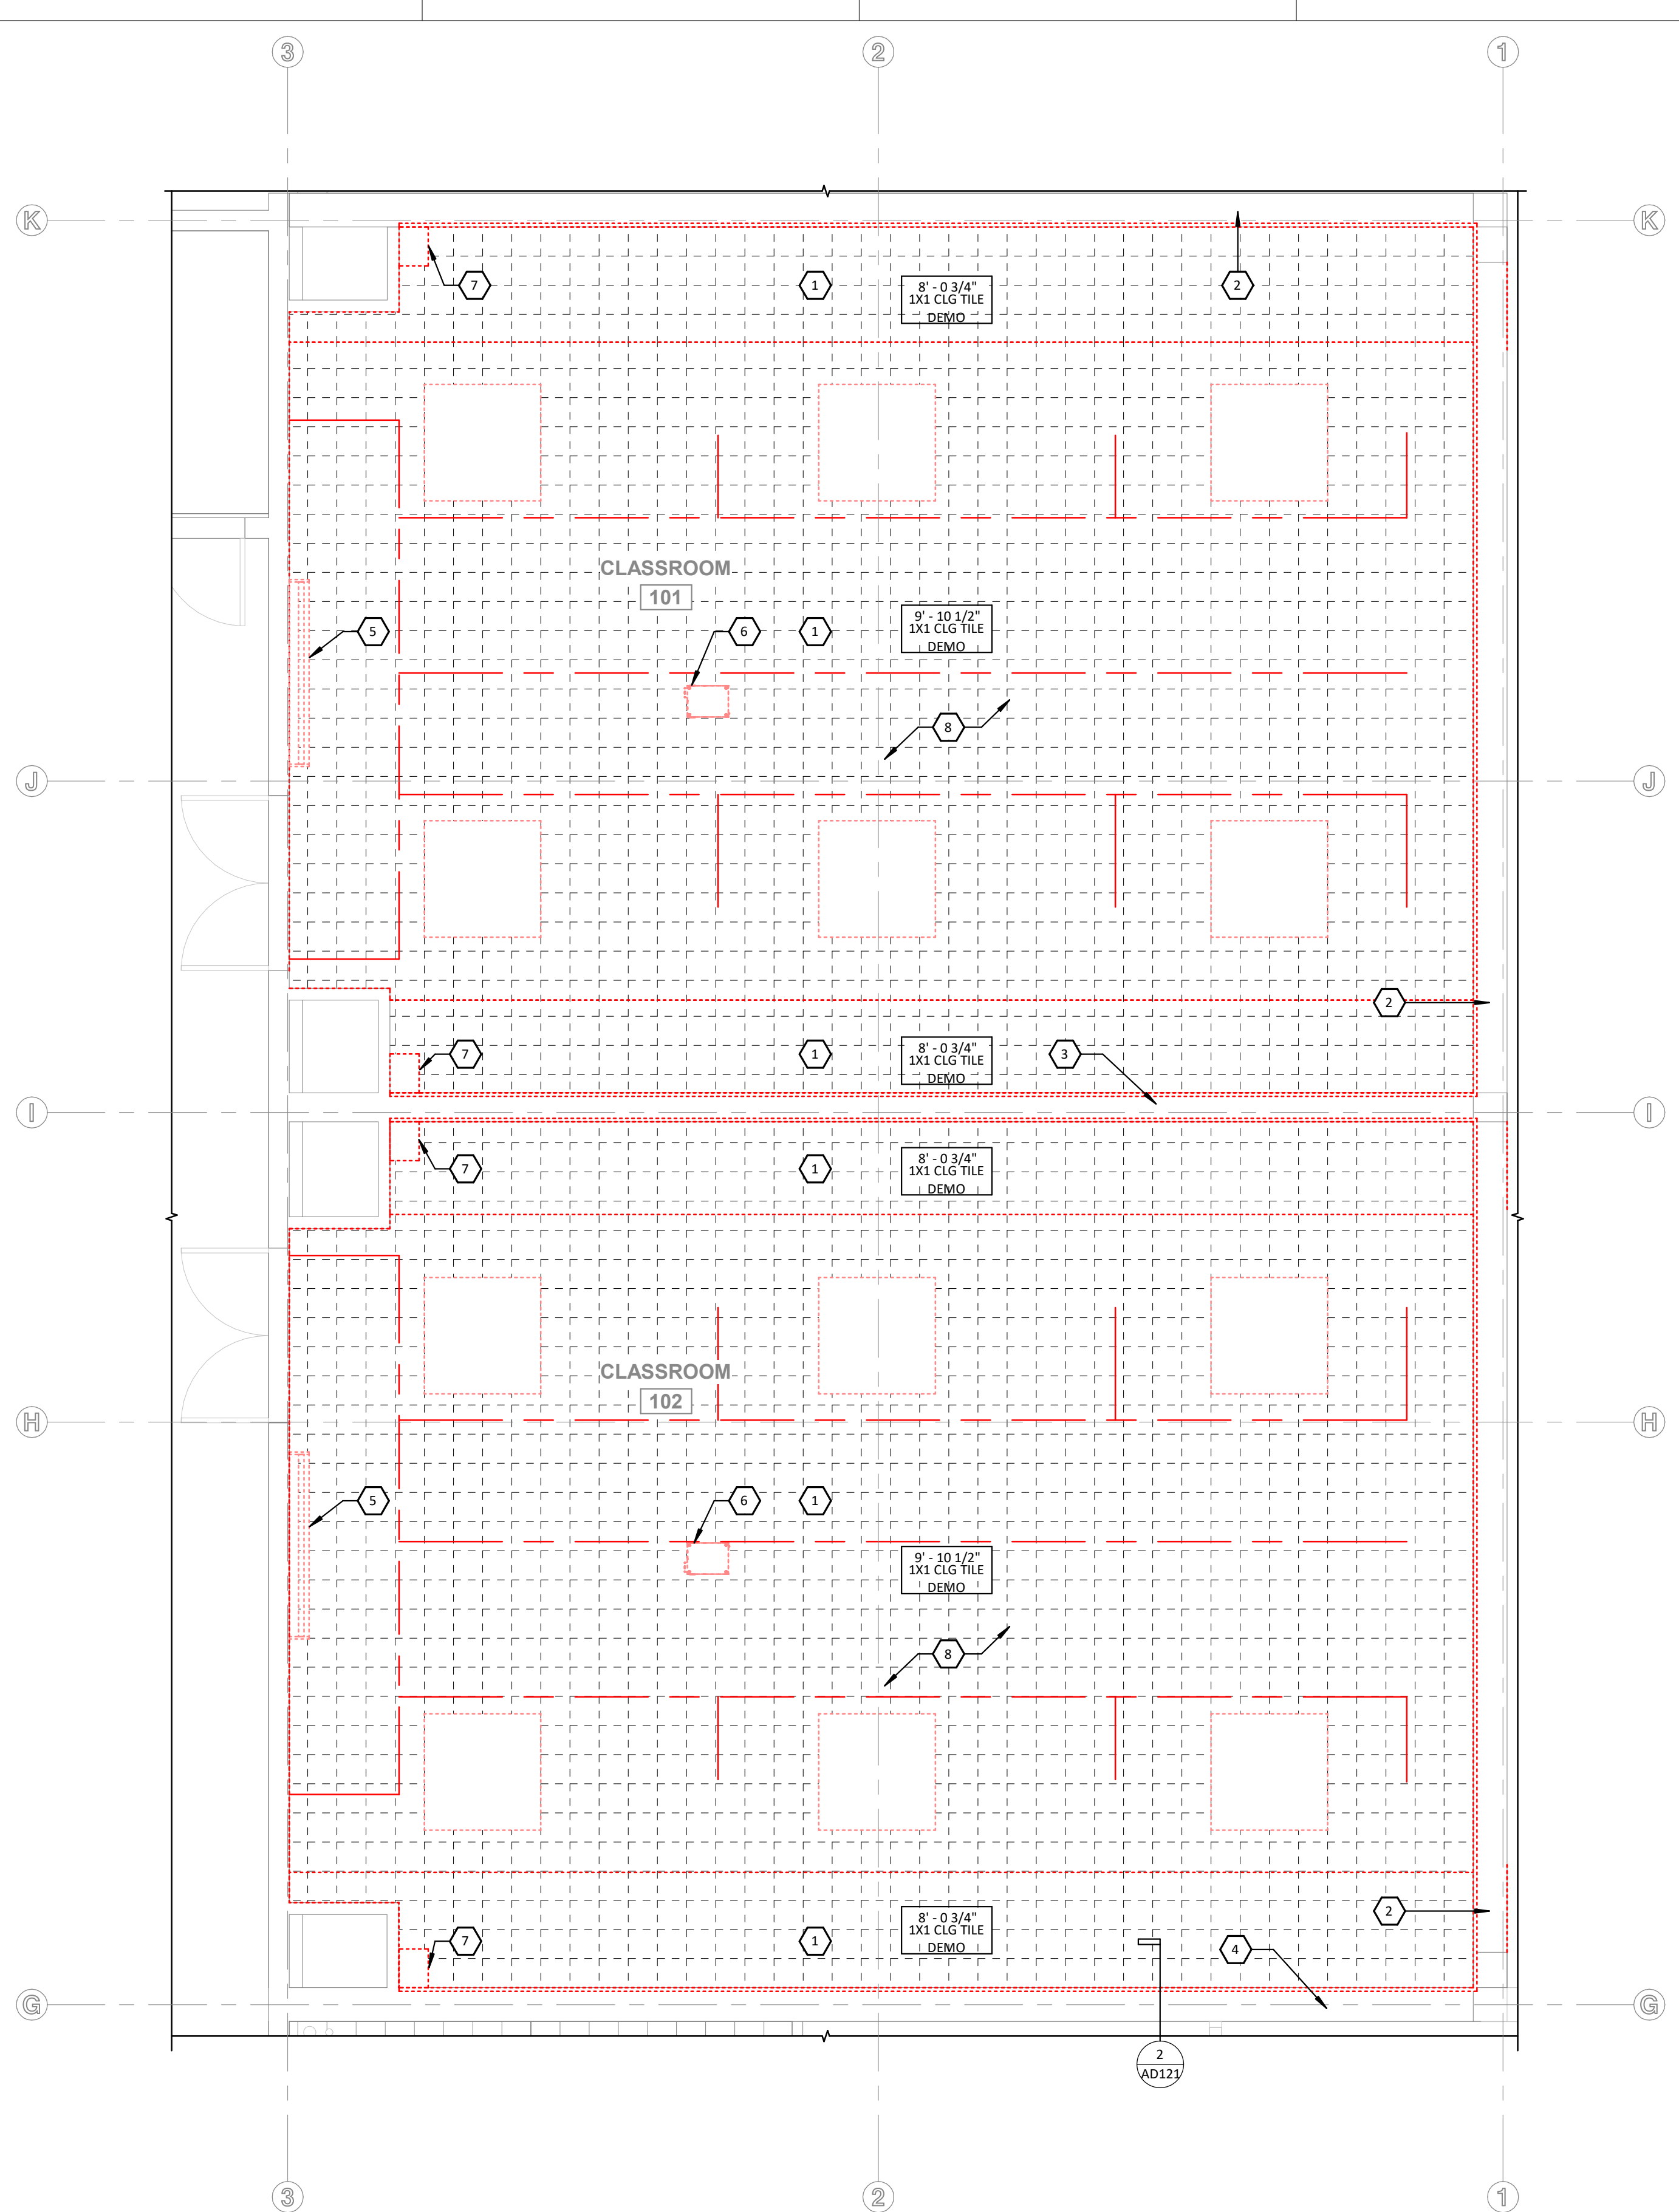 3
2
1
K
K
7
1
8' - 0 3/4"
1X1 CLG TILE
DEMO
2
CLASSROOM
101
5
6
1
9' - 10 1/2"
1X1 CLG TILE
DEMO
8
J
J
2
7
1
8' - 0 3/4"
1X1 CLG TILE
DEMO
3
I
I
7
1
8' - 0 3/4"
1X1 CLG TILE
DEMO
CLASSROOM
102
H
H
5
6
1
9' - 10 1/2"
1X1 CLG TILE
DEMO
8
2
7
1
8' - 0 3/4"
1X1 CLG TILE
DEMO
4
G
G
2
AD121
3
2
1